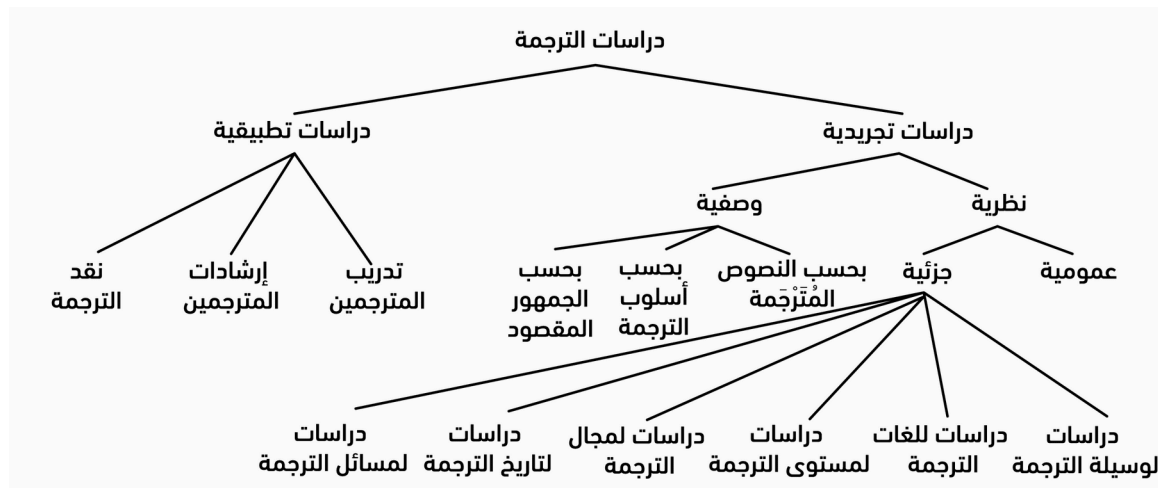 دراسات الترجمة
دراسات تجريدية
دراسات تطبيقية
نظرية
وصفية
عمومية
جزئية
بحسب النصوص
المُتَرْجَمة
بحسب
أسلوب
الترجمة
بحسب
الجمهور
المقصود
تدريب
المترجمين
إرشادات
المترجمين
نقد
الترجمة
دراسات
لوسيلة الترجمة
دراسات للغات
الترجمة
دراسات
لمستوى الترجمة
دراسات لمجال
الترجمة
دراسات
لتاريخ الترجمة
دراسات
لمسائل الترجمة